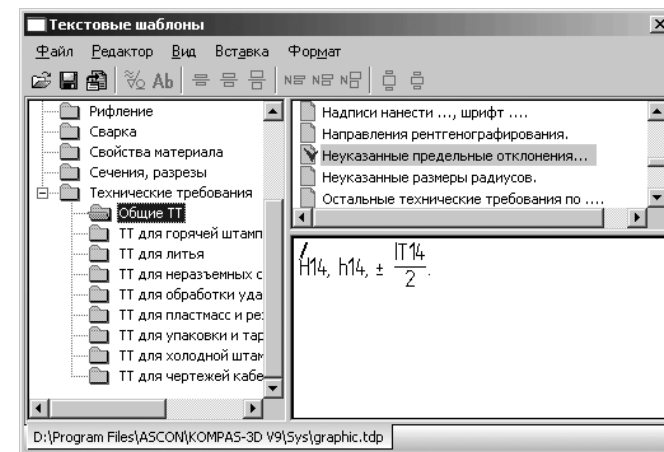 Текстовые шаблоны
Файл Редактор Вид Вставка Формат
Ab
Рифление
Сварка
Свойства материала
Сечения, разрезы
Технические требования
Общие ТТ
ТТ для горячей штамп
ТТ для литья
ТТ для неразъемных с
ТТ для обработки уда
ТТ для пластмасс и рез
ТТ для упаковки и тар
ТТ для холодной штам
ТТ для чертежей кабе
Надписи нанести ..., шрифт ....
Направления рентгенографирования.
Неуказанные предельные отклонения...
Неуказанные размеры радиусов.
Остальные технические требования по ....
H14, h14, ± IT14
2.
D:\Program Files\ASCON\KOMPAS-3D V9\Sys\graphic.tdp